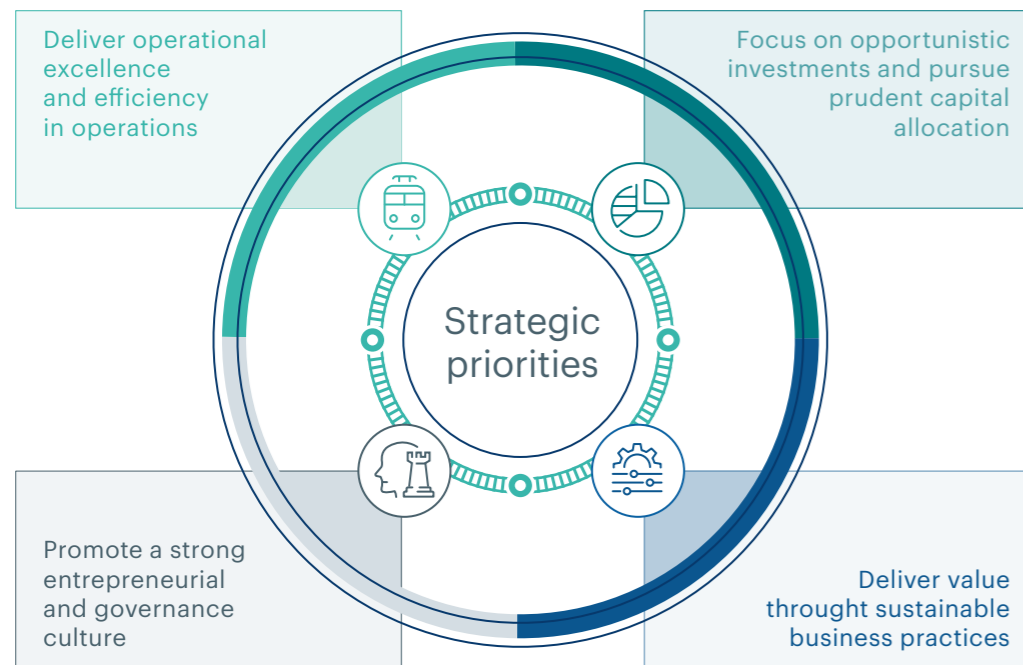 Deliver operational
excellence
and efficiency
in operations
Focus on opportunistic
investments and pursue
prudent capital
allocation
Strategic
priorities
Promote a strong
entrepreneurial
and governance
culture
Deliver value
throught sustainable
business practices